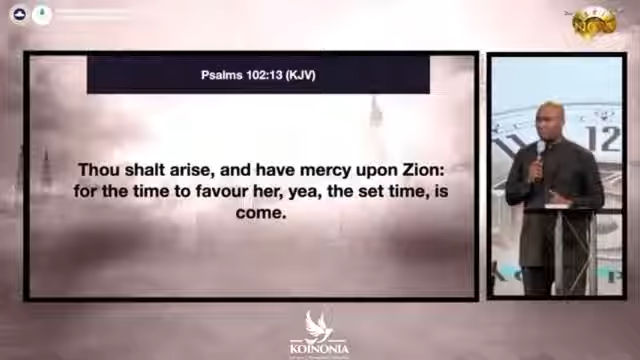 Psalms 102:13 (KJV)
Thou shalt arise, and have mercy upon Zion:
for the time to favour her, yea, the set time, is
come.
12
KOINONIA